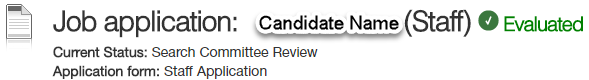 Job application: Candidate Name (Staff) Evaluated
Current Status: Search Committee Review
Application form: Staff Application